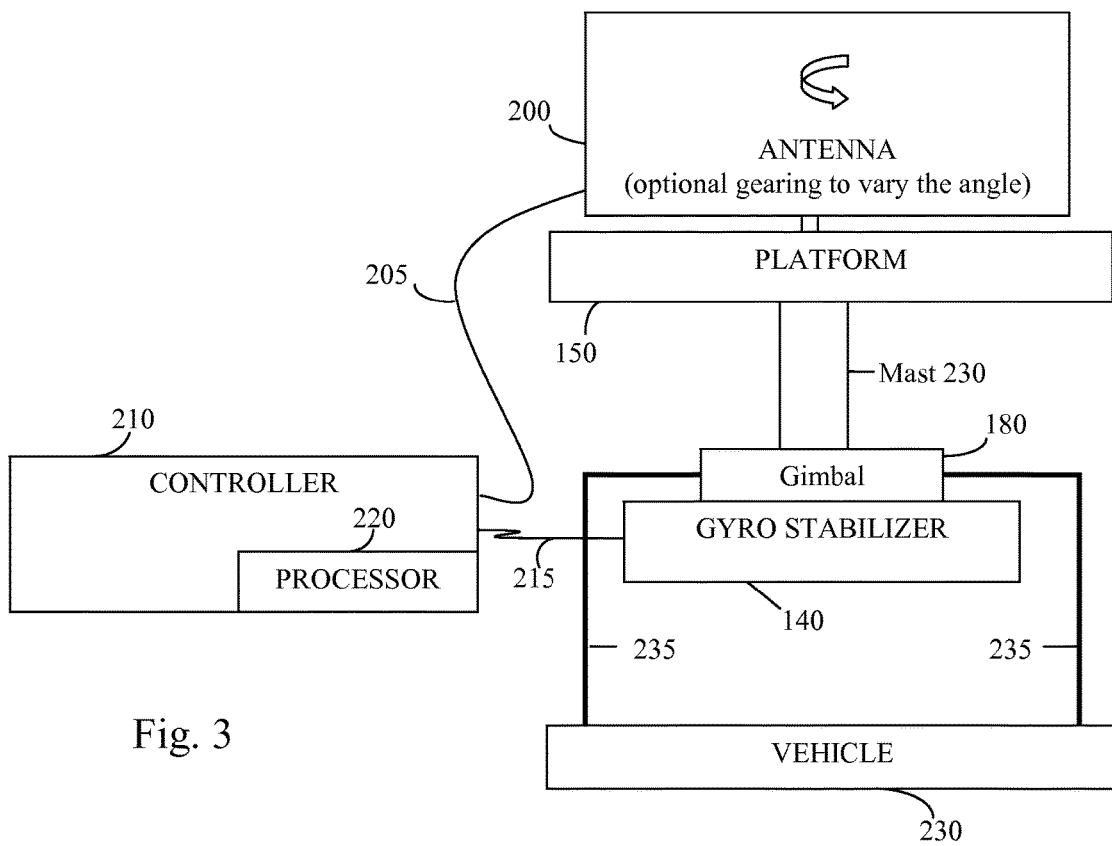 200
ANTENNA
(optional gearing to vary the angle)
205
PLATFORM
150
Mast 230
210
180
CONTROLLER
Gimbal
220
GYRO STABILIZER
PROCESSOR
215
140
235
235
Fig. 3
VEHICLE
230